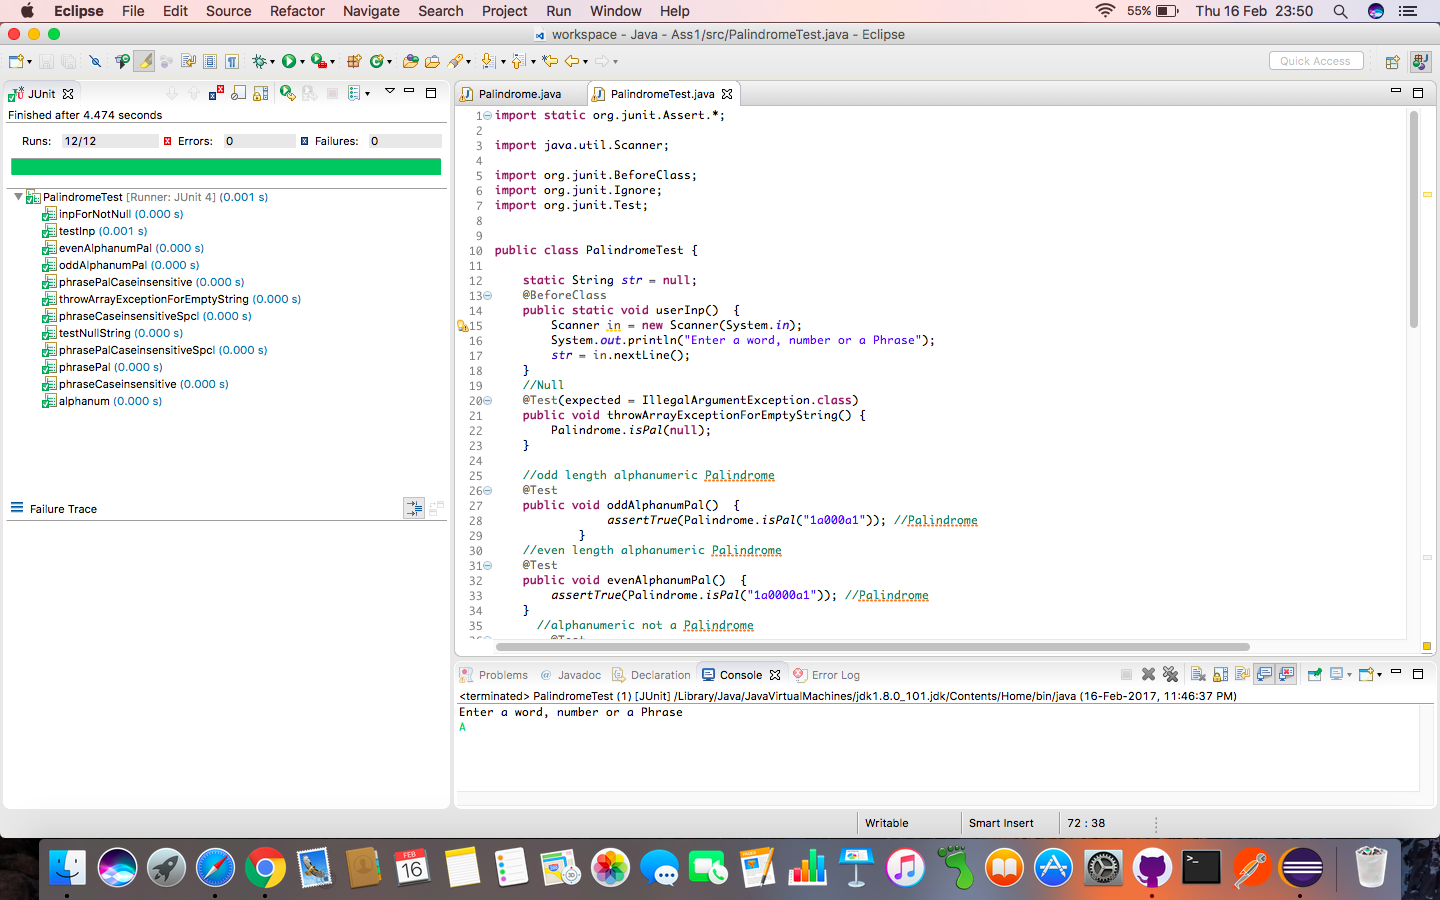 Eclipse File Edit Source Refactor Navigate Search Project Run Window Help 55% Thu 16 Feb 23:50
workspace - Java - Ass1/src/PalindromeTest.java - Eclipse
Quick Access
JUnit
Finished after 4.474 seconds
Runs: 12/12 Errors: 0 Failures: 0
PalindromeTest [Runner: JUnit 4] (0.001 s)
inpForNotNull (0.000 s)
testInp (0.001 s)
evenAlphanumPal (0.000 s)
oddAlphanumPal (0.000 s)
phrasePalCaseinsensitive (0.000 s)
throwArrayExceptionForEmptyString (0.000 s)
phraseCaseinsensitiveSpcl (0.000 s)
testNullString (0.000 s)
phrasePalCaseinsensitiveSpcl (0.000 s)
phrasePal (0.000 s)
phraseCaseinsensitive (0.000 s)
alphanum (0.000 s)
Failure Trace
Palindrome.java PalindromeTest.java
1 import static org.junit.Assert.*;
2
3 import java.util.Scanner;
4
5 import org.junit.BeforeClass;
6 import org.junit.Ignore;
7 import org.junit.Test;
8
9
10 public class PalindromeTest {
11
12 static String str = null;
13 @BeforeClass
14 public static void userInp() {
15 Scanner in = new Scanner(System.in);
16 System.out.println("Enter a word, number or a Phrase");
17 str = in.nextLine();
18 }
19 //Null
20 @Test(expected = IllegalArgumentException.class)
21 public void throwArrayExceptionForEmptyString() {
22 Palindrome.isPal(null);
23 }
24
25 //odd length alphanumeric Palindrome
26 @Test
27 public void oddAlphanumPal() {
28 assertTrue(Palindrome.isPal("1a000a1")); //Palindrome
29 }
30 //even length alphanumeric Palindrome
31 @Test
32 public void evenAlphanumPal() {
33 assertTrue(Palindrome.isPal("1a0000a1")); //Palindrome
34 }
35 //alphanumeric not a Palindrome
36 @Test
Problems Javadoc Declaration Console Error Log
<terminated> PalindromeTest (1) [JUnit] /Library/Java/JavaVirtualMachines/jdk1.8.0_101.jdk/Contents/Home/bin/java (16-Feb-2017, 11:46:37 PM)
Enter a word, number or a Phrase
A
Writable Smart Insert 72 : 38
FEB
16